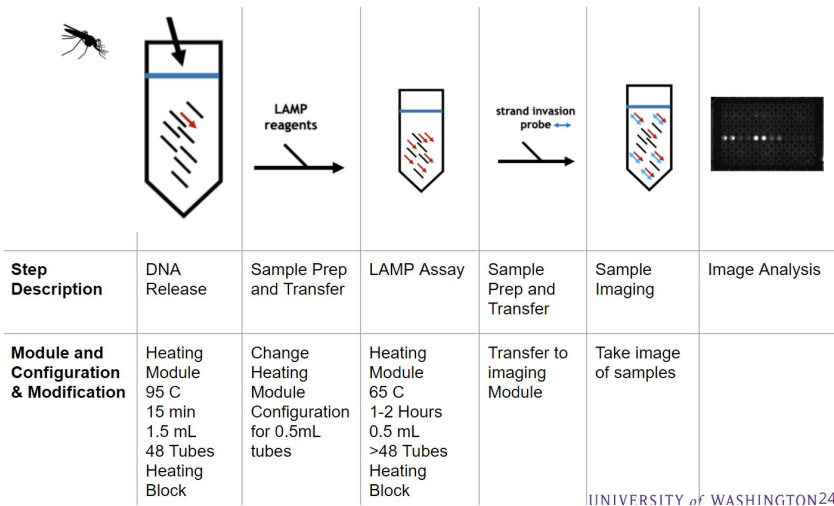 LAMP
reagents
strand invasion
probe
Step
Description
DNA
Release
Sample Prep
and Transfer
LAMP Assay
Sample
Prep and
Transfer
Sample
Imaging
Image Analysis
Module and
Configuration
& Modification
Heating
Module
95 C
15 min
1.5 mL
48 Tubes
Heating
Block
Change
Heating
Module
Configuration
for 0.5mL
tubes
Heating
Module
65 C
1-2 Hours
0.5 mL
>48 Tubes
Heating
Block
Transfer to
imaging
Module
Take image
of samples
UNIVERSITY of WASHINGTON
24